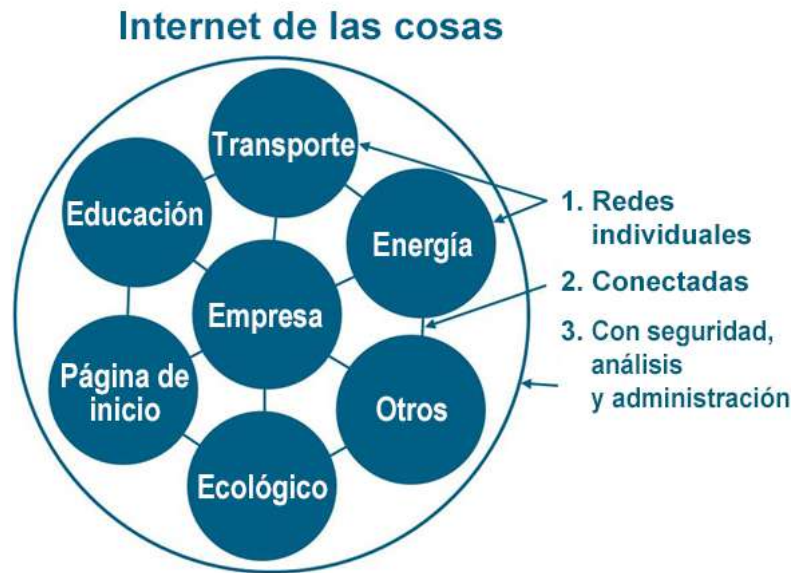 Internet de las cosas
Transporte
Educación
Energía
Empresa
Página de
inicio
Otros
Ecológico
1. Redes
individuales
2. Conectadas
3. Con seguridad,
análisis
y administración